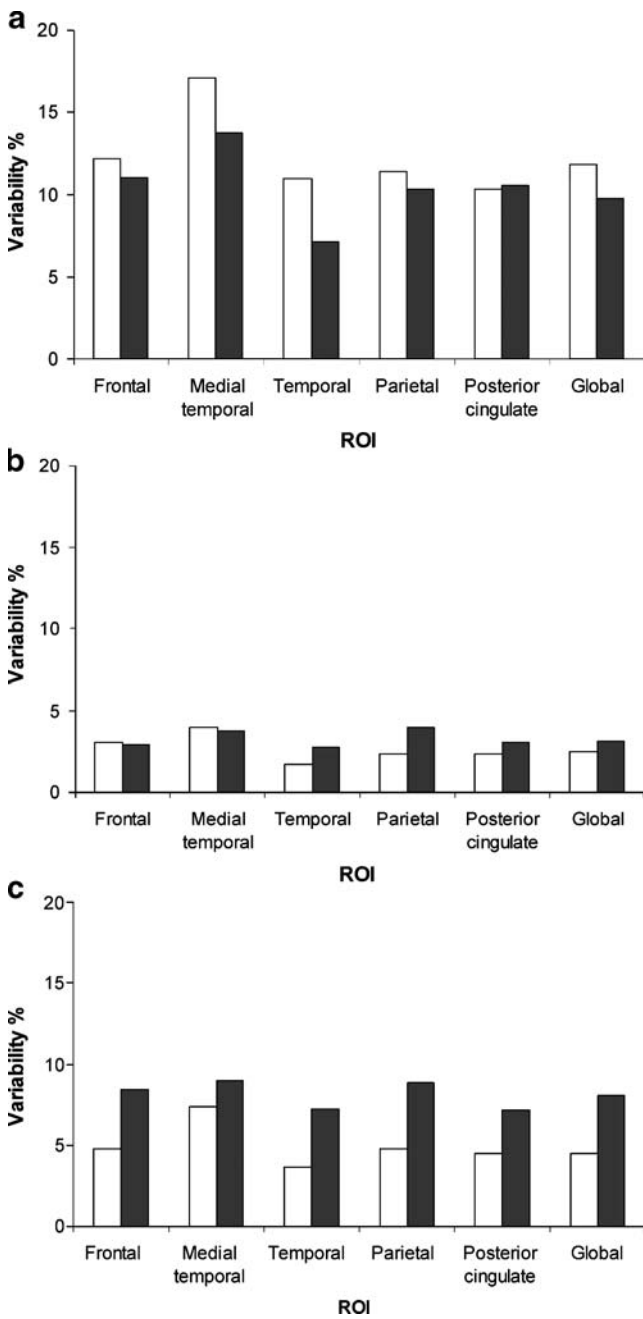 a
20
15
10
5
0
Variability %
Frontal
Medial
temporal
Temporal
Parietal
Posterior
cingulate
Global
ROI
b
20
15
10
5
0
Variability %
Frontal
Medial
temporal
Temporal
Parietal
Posterior
cingulate
Global
ROI
c
20
15
10
5
0
Variability %
Frontal
Medial
temporal
Temporal
Parietal
Posterior
cingulate
Global
ROI